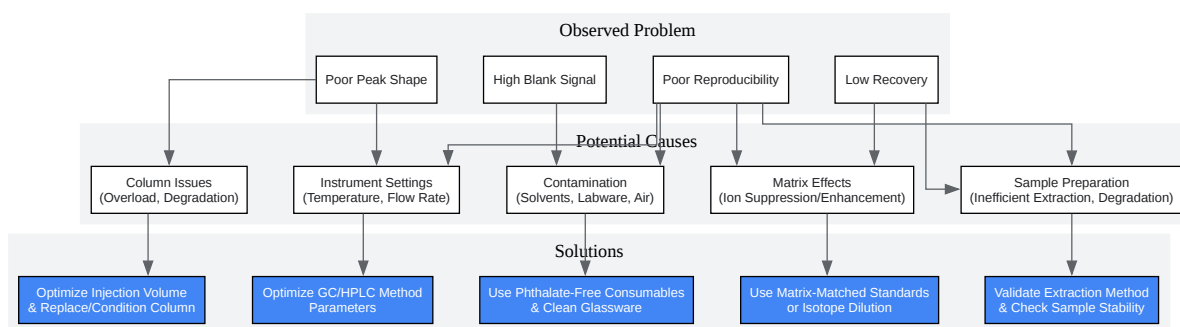 Observed Problem
Poor Peak Shape
High Blank Signal
Poor Reproducibility
Low Recovery
Potential Causes
Column Issues
(Overload, Degradation)
Instrument Settings
(Temperature, Flow Rate)
Contamination
(Solvents, Labware, Air)
Matrix Effects
(Ion Suppression/Enhancement)
Sample Preparation
(Inefficient Extraction, Degradation)
Solutions
Optimize Injection Volume
& Replace/Condition Column
Optimize GC/HPLC Method
Parameters
Use Phthalate-Free Consumables
& Clean Glassware
Use Matrix-Matched Standards
or Isotope Dilution
Validate Extraction Method
& Check Sample Stability